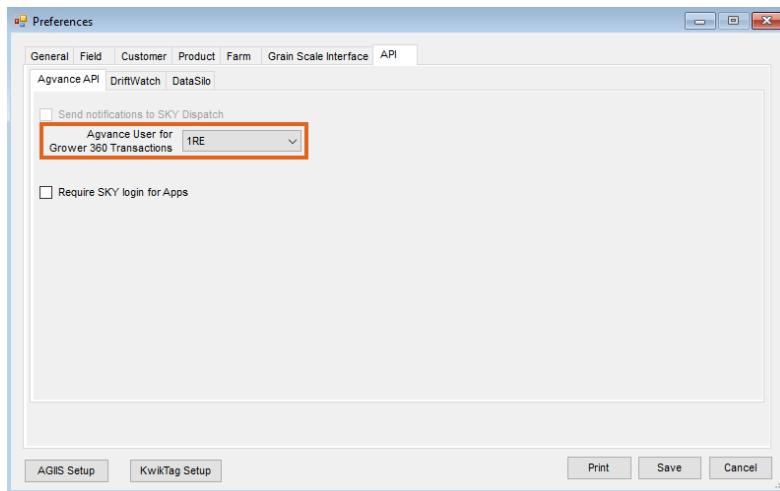 Preferences
General Field Customer Product Farm Grain Scale Interface API
Agvance API DriftWatch DataSilo
Send notifications to SKY Dispatch
Agvance User for
Grower 360 Transactions
1RE
Require SKY login for Apps
AGIIS Setup KwikTag Setup Print Save Cancel